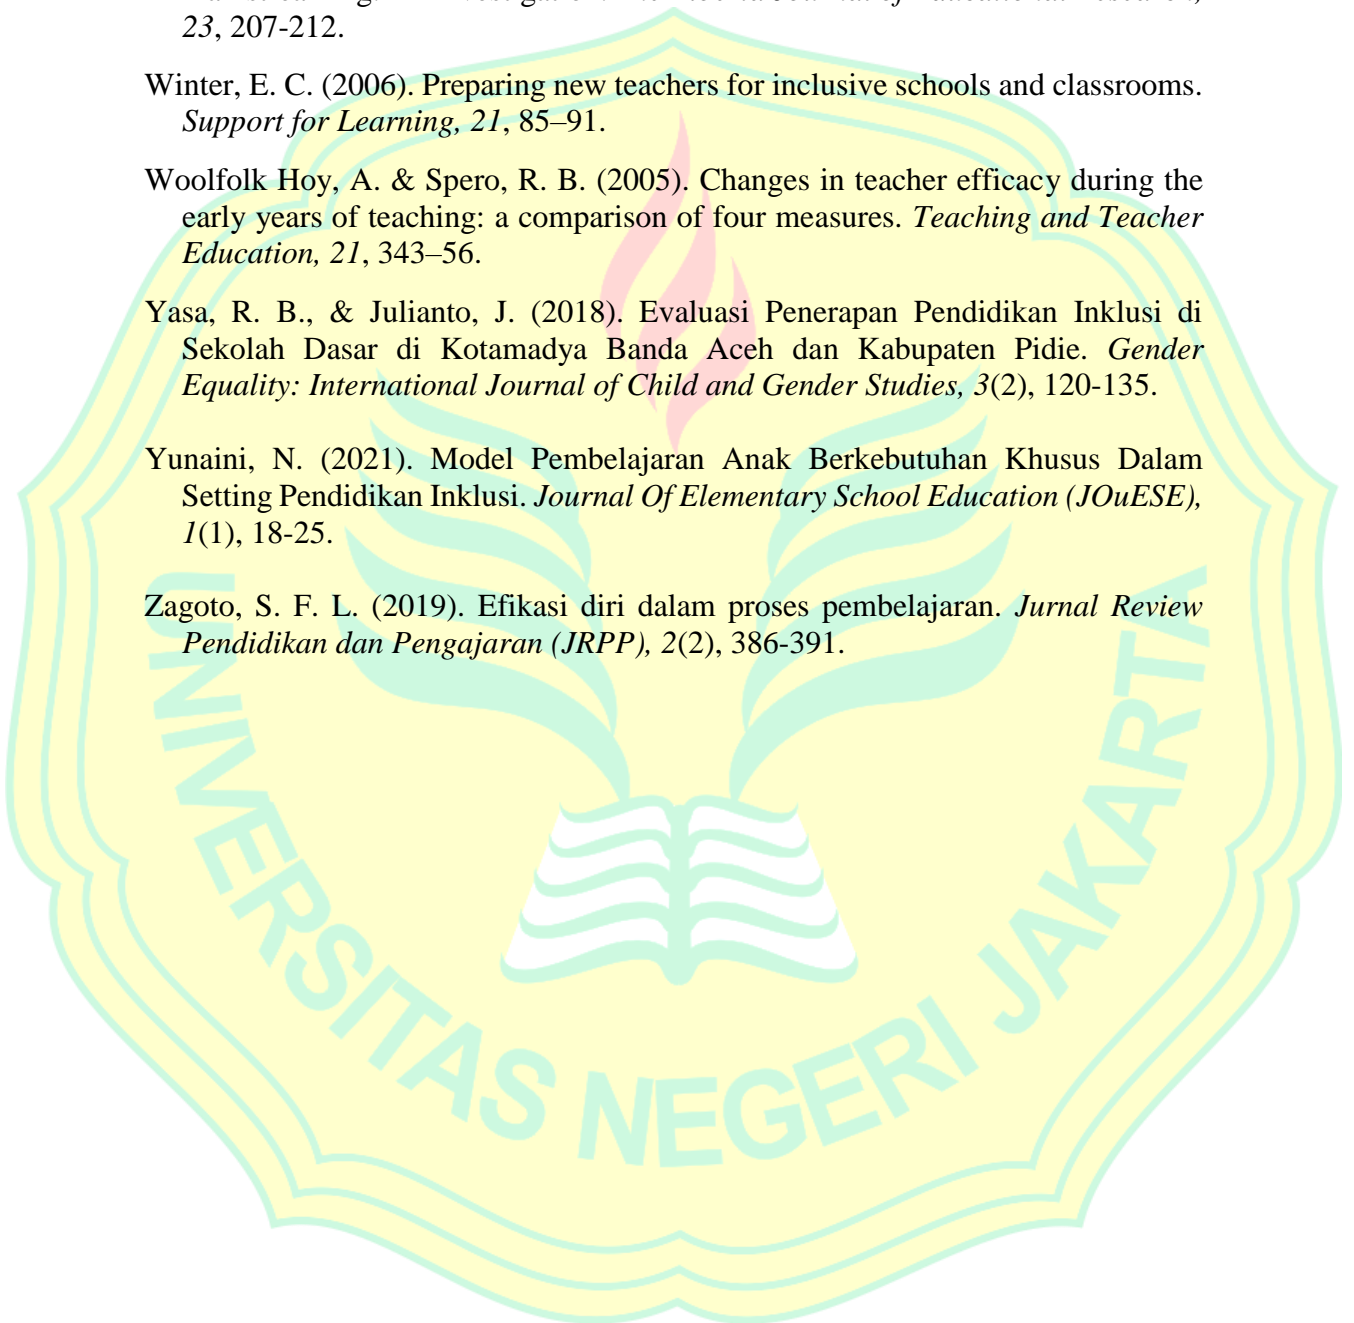 23, 207-212.
Winter, E. C. (2006). Preparing new teachers for inclusive schools and classrooms.
Support for Learning, 21, 85–91.
Woolfolk Hoy, A. & Spero, R. B. (2005). Changes in teacher efficacy during the
early years of teaching: a comparison of four measures. Teaching and Teacher
Education, 21, 343–56.
Yasa, R. B., & Julianto, J. (2018). Evaluasi Penerapan Pendidikan Inklusi di
Sekolah Dasar di Kotamadya Banda Aceh dan Kabupaten Pidie. Gender
Equality: International Journal of Child and Gender Studies, 3(2), 120-135.
Yunaini, N. (2021). Model Pembelajaran Anak Berkebutuhan Khusus Dalam
Setting Pendidikan Inklusi. Journal Of Elementary School Education (JOuESE),
1(1), 18-25.
Zagoto, S. F. L. (2019). Efikasi diri dalam proses pembelajaran. Jurnal Review
Pendidikan dan Pengajaran (JRPP), 2(2), 386-391.
UNIVERSITAS NEGERI JAKARTA